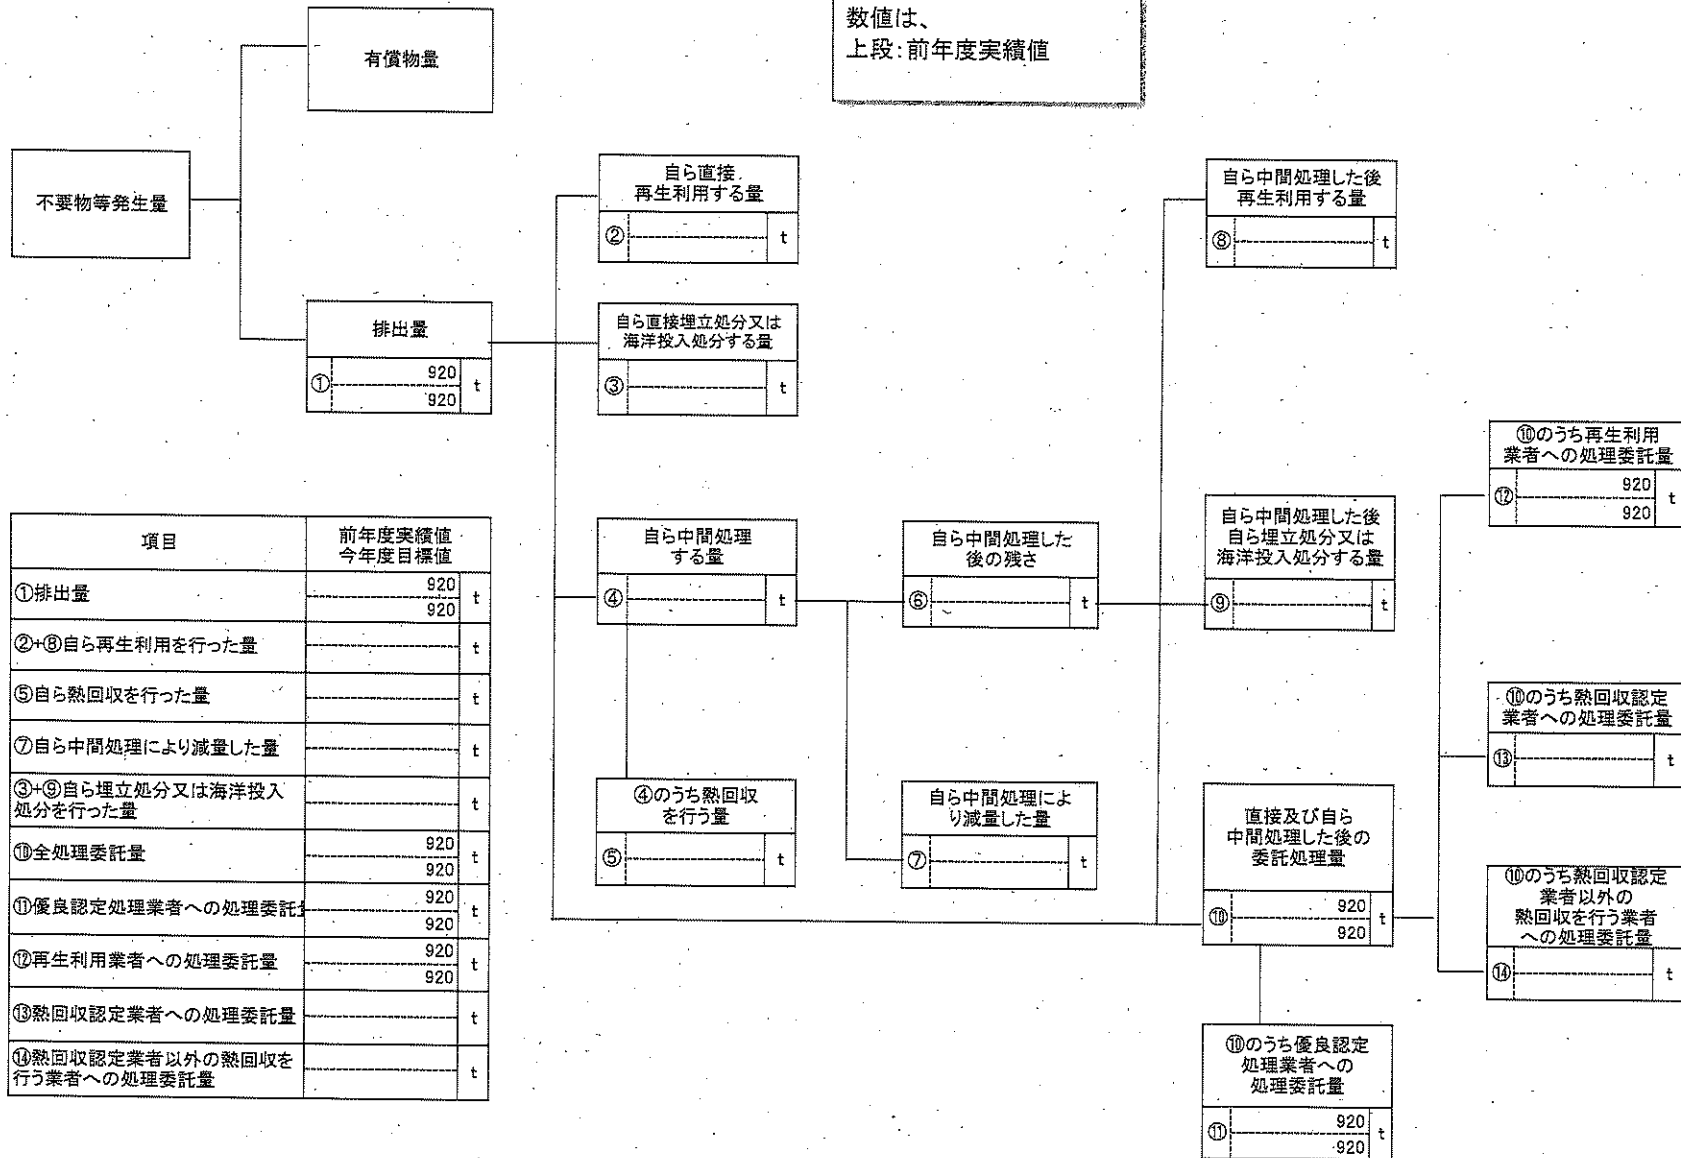 数値は、
上段:前年度実績値
有償物量
不要物等発生量
排出量
① 920 t
920
自ら直接
再生利用する量
② t
自ら直接埋立処分又は
海洋投入処分する量
③ t
自ら中間処理
する量
④ t
④のうち熱回収
を行う量
⑤ t
自ら中間処理した
後の残さ
⑥ t
自ら中間処理によ
り減量した量
⑦ t
自ら中間処理した後
再生利用する量
⑧ t
自ら中間処理した後
自ら埋立処分又は
海洋投入処分する量
⑨ t
直接及び自ら
中間処理した後の
委託処理量
⑩ 920 t
920
⑩のうち優良認定
処理業者への
処理委託量
⑪ 920 t
920
⑩のうち再生利用
業者への処理委託量
⑫ 920 t
920
⑩のうち熱回収認定
業者への処理委託量
⑬ t
⑩のうち熱回収認定
業者以外の
熱回収を行う業者
への処理委託量
⑭ t
項目 前年度実績値
今年度目標値
①排出量 920 t
920
②+⑧自ら再生利用を行った量 t
⑤自ら熱回収を行った量 t
⑦自ら中間処理により減量した量 t
③+⑨自ら埋立処分又は海洋投入
処分を行った量 t
⑩全処理委託量 920 t
920
⑪優良認定処理業者への処理委託 920 t
920
⑫再生利用業者への処理委託量 920 t
920
⑬熱回収認定業者への処理委託量 t
⑭熱回収認定業者以外の熱回収を
行う業者への処理委託量 t